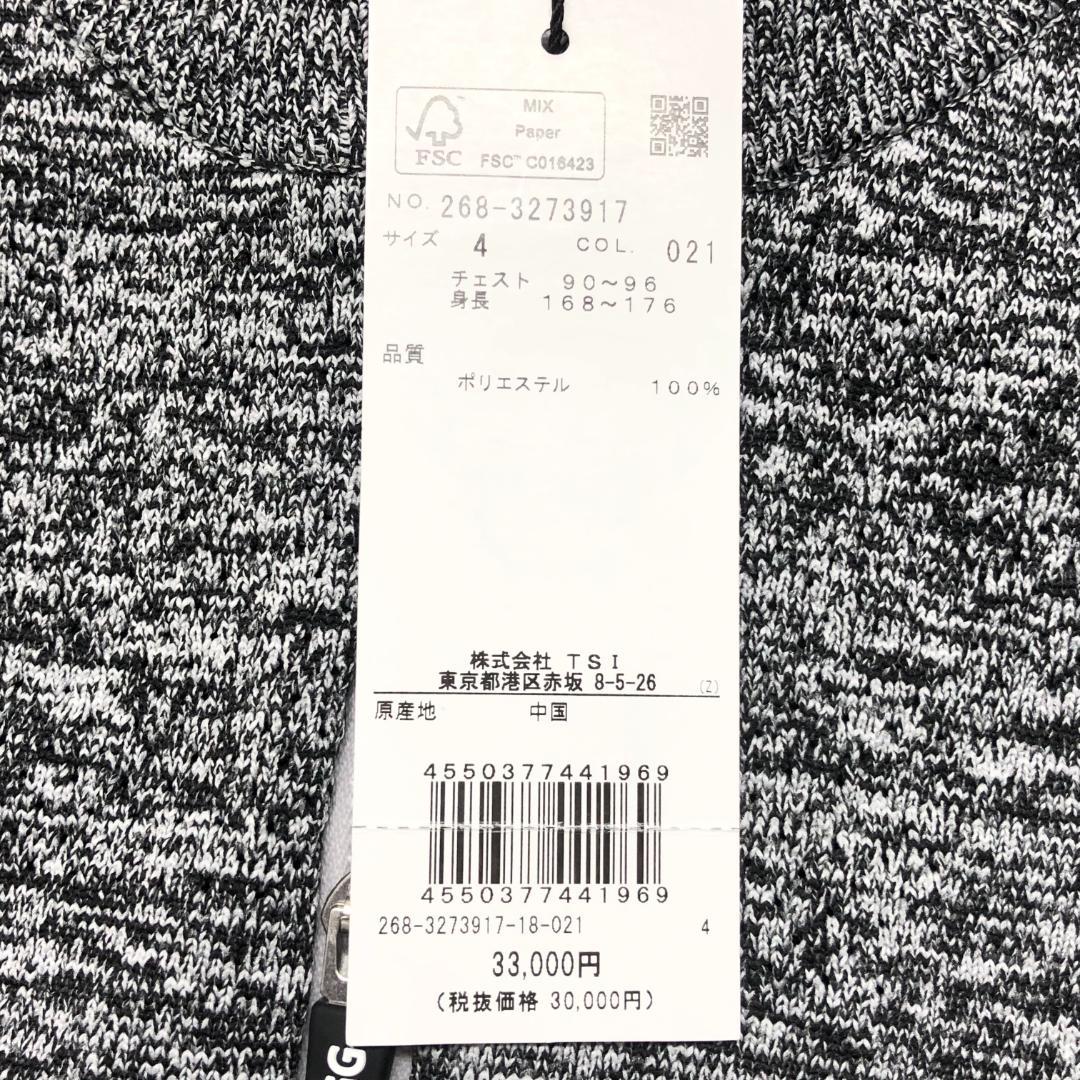 MIX
Paper
FSC
FSC™ C016423
NO. 268-3273917
サイズ 4 COL. 021
チェスト 90～96
身長 168～176
品質
ポリエステル 100%
株式会社 TSI
東京都港区赤坂 8-5-26 (Z)
原産地 中国
4550377441969
4550377441969
268-3273917-18-021 4
33,000円
(税抜価格 30,000円)
G